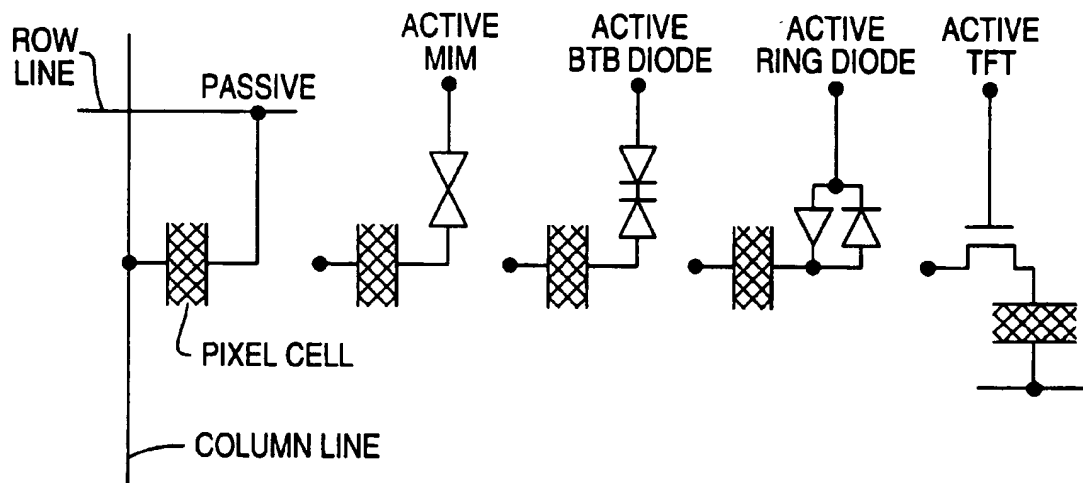 ROW
LINE
PASSIVE
ACTIVE
MIM
ACTIVE
BTB DIODE
ACTIVE
RING DIODE
ACTIVE
TFT
PIXEL CELL
COLUMN LINE